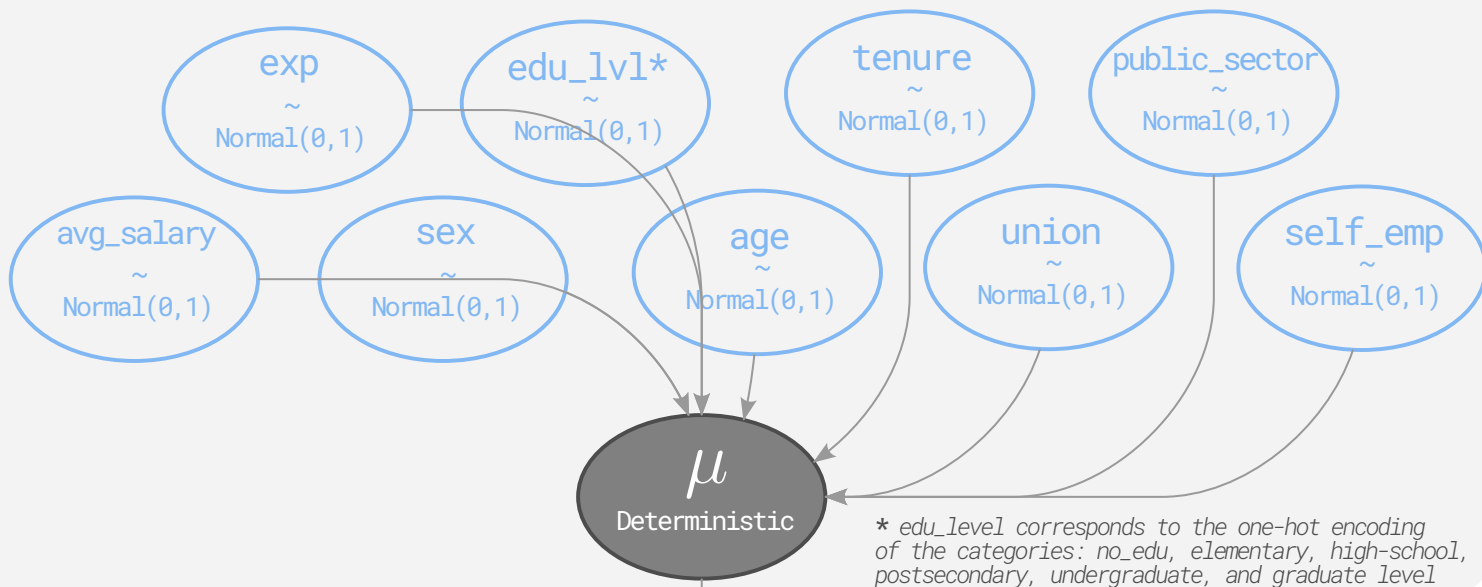 exp
~
Normal(0,1)
edu_lvl*
~
Normal(0,1)
tenure
~
Normal(0,1)
public_sector
~
Normal(0,1)
avg_salary
~
Normal(0,1)
sex
~
Normal(0,1)
age
~
Normal(0,1)
union
~
Normal(0,1)
self_emp
~
Normal(0,1)
μ
Deterministic
* edu_level corresponds to the one-hot encoding
of the categories: no_edu, elementary, high-school,
postsecondary, undergraduate, and graduate level